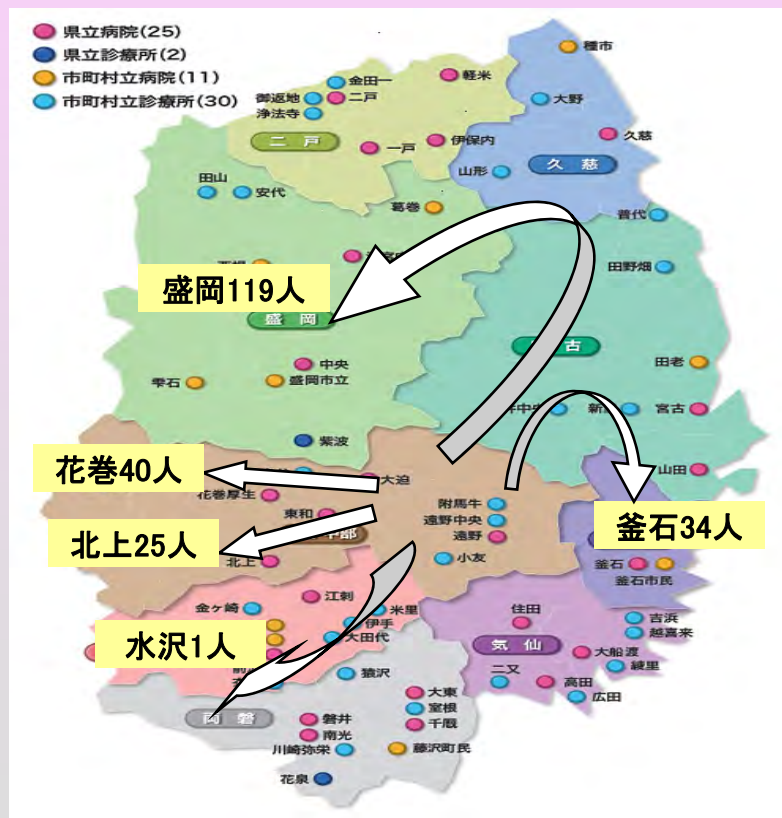 県立病院(25)
県立診療所(2)
市町村立病院(11)
市町村立診療所(30)
種市
金田一
軽米
大野
御返地
二戸
浄法寺
久慈
二戸
伊保内
一戸
久慈
山形
田山
安代
葛巻
普代
田野畑
盛岡119人
盛岡
古
中央
田老
雫石
盛岡市立
中央
宮古
紫波
花巻40人
大迫
山田
花巻厚生
附馬牛
東和
遠野中央
釜石34人
北上25人
部
遠野
北上
小友
釜石
釜石市民
江刺
金ヶ崎
米里
住田
吉浜
伊手
越喜来
水沢1人
大田代
気仙
大船渡
綾里
猿沢
二又
高田
広田
大東
両磐
磐井
室根
南光
千厩
川崎弥栄
藤沢町民
花泉